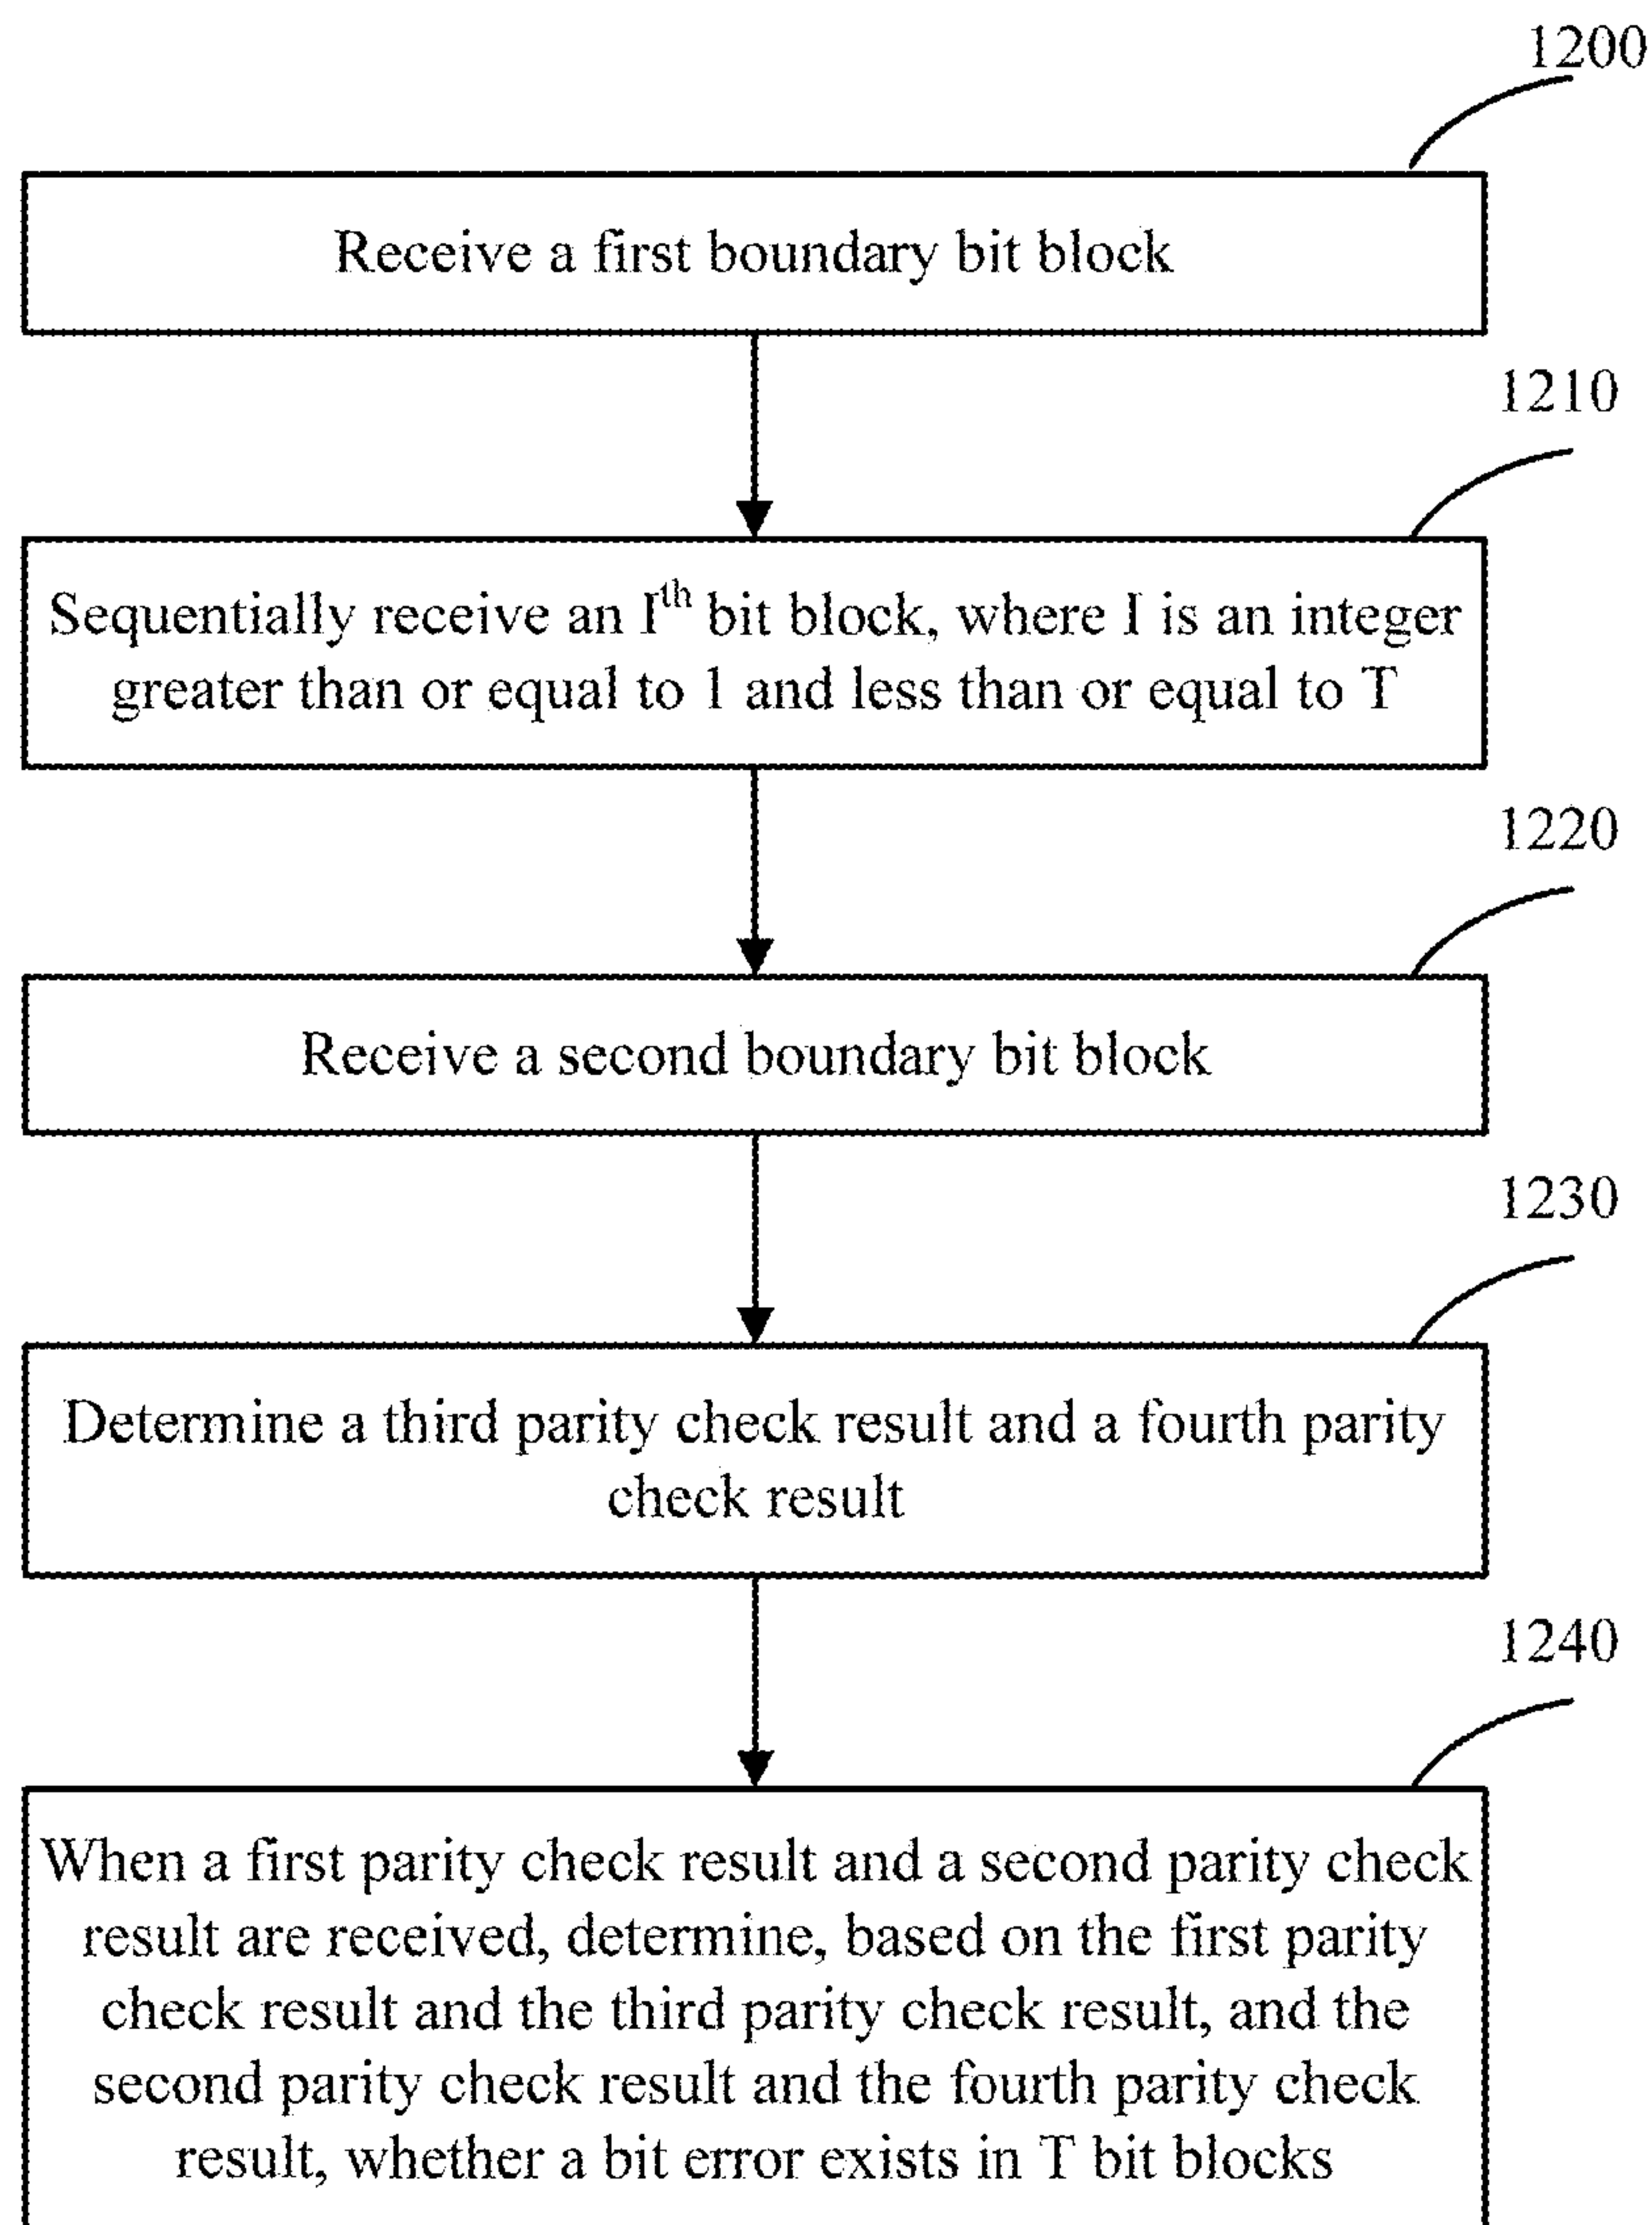 1200
Receive a first boundary bit block
1210
Sequentially receive an Ith bit block, where I is an integer
greater than or equal to 1 and less than or equal to T
1220
Receive a second boundary bit block
1230
Determine a third parity check result and a fourth parity
check result
1240
When a first parity check result and a second parity check
result are received, determine, based on the first parity
check result and the third parity check result, and the
second parity check result and the fourth parity check
result, whether a bit error exists in T bit blocks